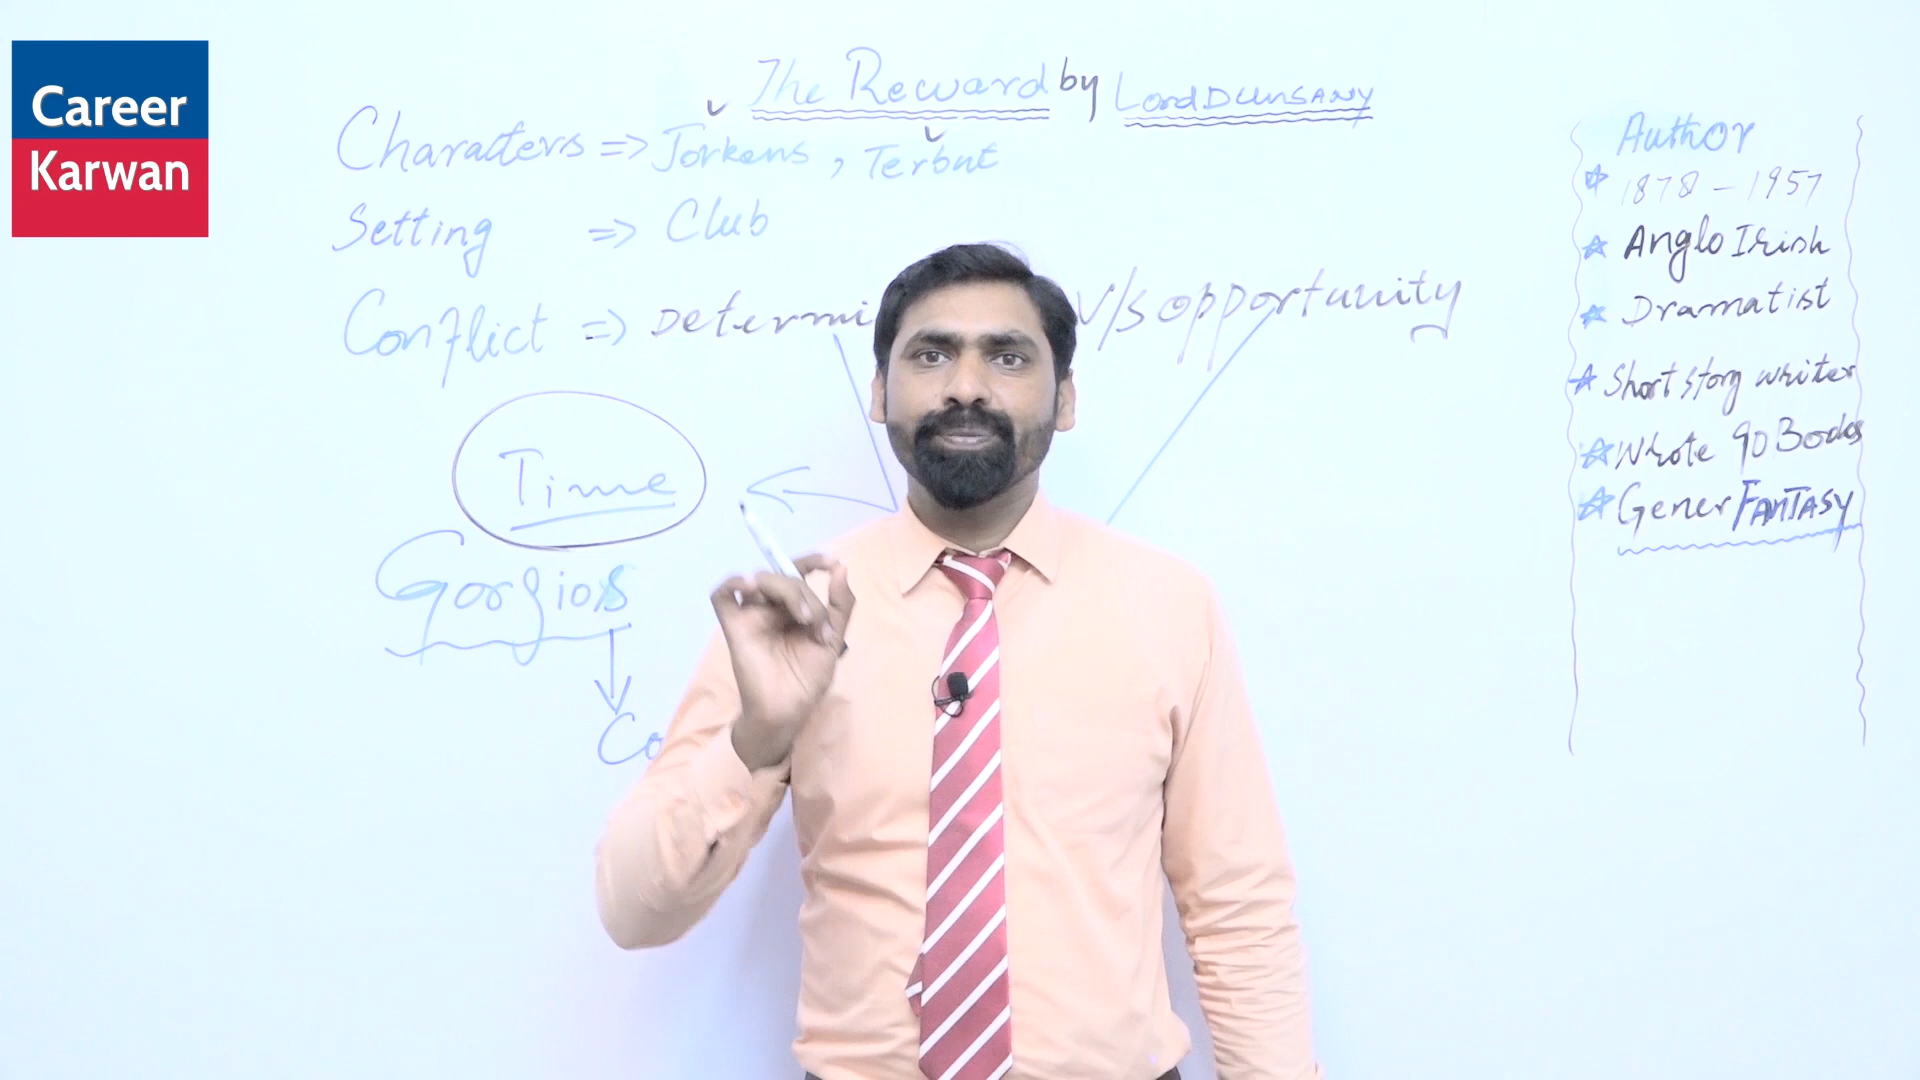 Career
Karwan
The Reward by Lord DUNSANY
Characters => Jorkens, Terbut
Setting => Club
Conflict => Determi V/S opportunity
Time
Gorgios
Co
Author
1878 - 1957
Anglo Irish
Dramatist
Short story writer
Wrote 90 Books
Gener FANTASY